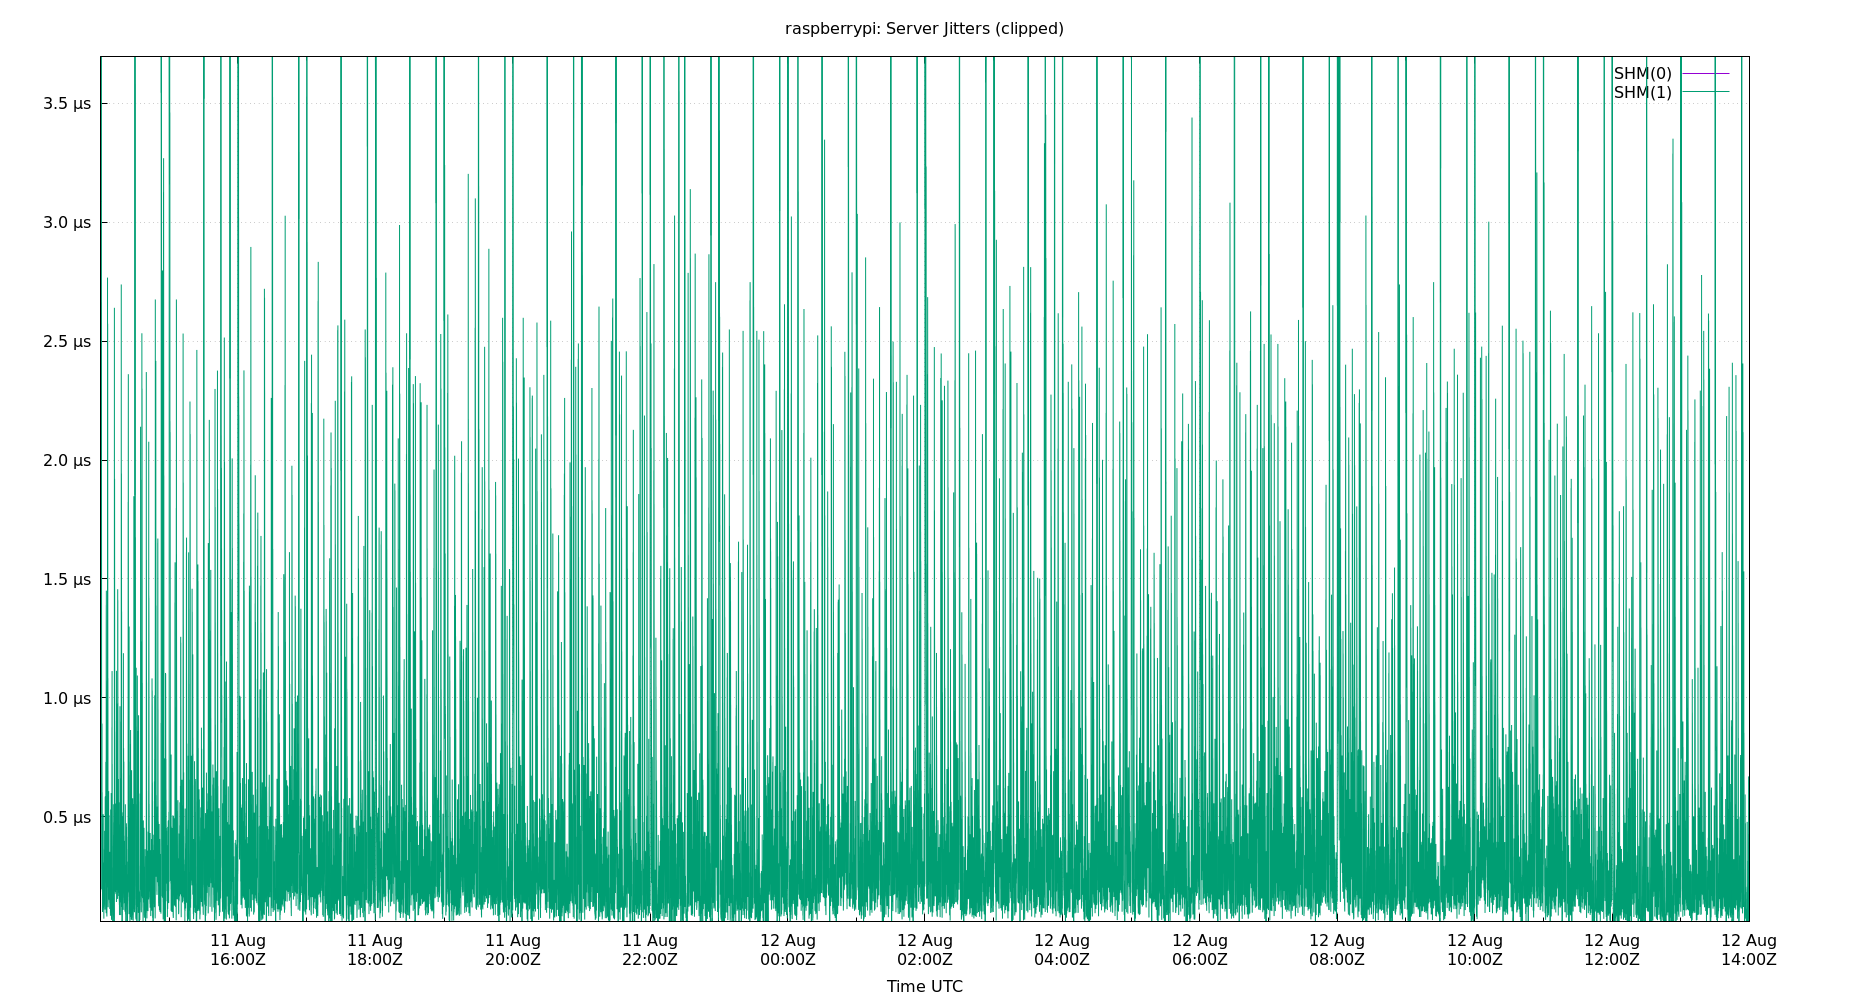 raspberrypi: Server Jitters (clipped)
SHM(0)
SHM(1)
3.5 μs
3.0 μs
2.5 μs
2.0 μs
1.5 μs
1.0 μs
0.5 μs
11 Aug 11 Aug 11 Aug 11 Aug 12 Aug 12 Aug 12 Aug 12 Aug 12 Aug 12 Aug 12 Aug 12 Aug
16:00Z 18:00Z 20:00Z 22:00Z 00:00Z 02:00Z 04:00Z 06:00Z 08:00Z 10:00Z 12:00Z 14:00Z
Time UTC